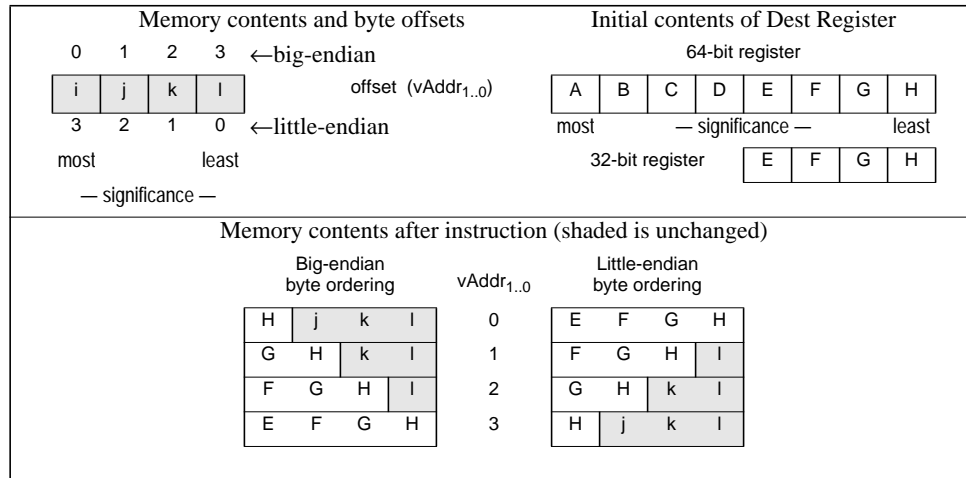 Memory contents and byte offsets
Initial contents of Dest Register
0 1 2 3 ←big-endian
64-bit register
i j k l
offset (vAddr1..0)
A B C D E F G H
3 2 1 0 ←little-endian
most — significance — least
most least
32-bit register E F G H
— significance —
Memory contents after instruction (shaded is unchanged)
Big-endian
byte ordering
vAddr1..0
Little-endian
byte ordering
H j k l 0 E F G H
G H k l 1 F G H l
F G H l 2 G H k l
E F G H 3 H j k l